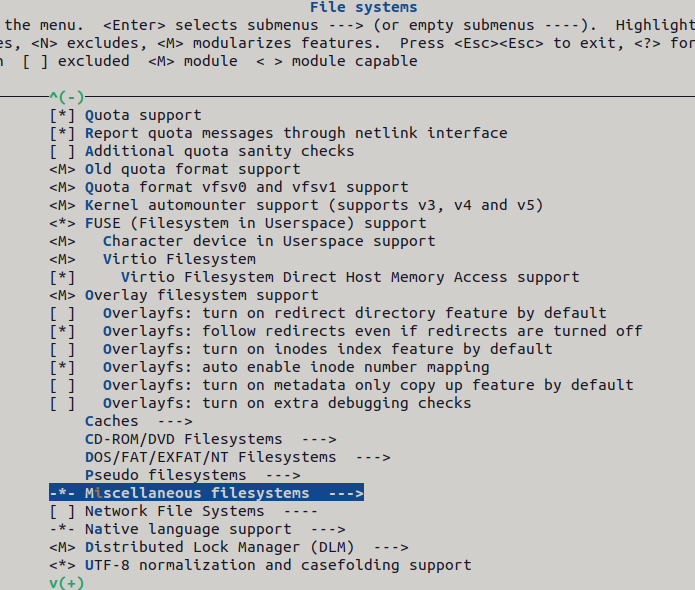 File systems
the menu.  <Enter> selects submenus ---> (or empty submenus ----).  Highlight
es, <N> excludes, <M> modularizes features.  Press <Esc><Esc> to exit, <?> for
[ ] excluded  <M> module  < > module capable
^(-)
[*] Quota support
[*] Report quota messages through netlink interface
[ ] Additional quota sanity checks
<M> Old quota format support
<M> Quota format vfsv0 and vfsv1 support
<M> Kernel automounter support (supports v3, v4 and v5)
<*> FUSE (Filesystem in Userspace) support
<M>   Character device in Userspace support
<M>   Virtio Filesystem
[*]     Virtio Filesystem Direct Host Memory Access support
<M> Overlay filesystem support
[ ]   Overlayfs: turn on redirect directory feature by default
[*]   Overlayfs: follow redirects even if redirects are turned off
[ ]   Overlayfs: turn on inodes index feature by default
[*]   Overlayfs: auto enable inode number mapping
[ ]   Overlayfs: turn on metadata only copy up feature by default
[ ]   Overlayfs: turn on extra debugging checks
Caches  --->
CD-ROM/DVD Filesystems  --->
DOS/FAT/EXFAT/NT Filesystems  --->
Pseudo filesystems  --->
-*- Miscellaneous filesystems  --->
[ ] Network File Systems  ----
-*- Native language support  --->
<M> Distributed Lock Manager (DLM)  --->
<*> UTF-8 normalization and casefolding support
v(+)